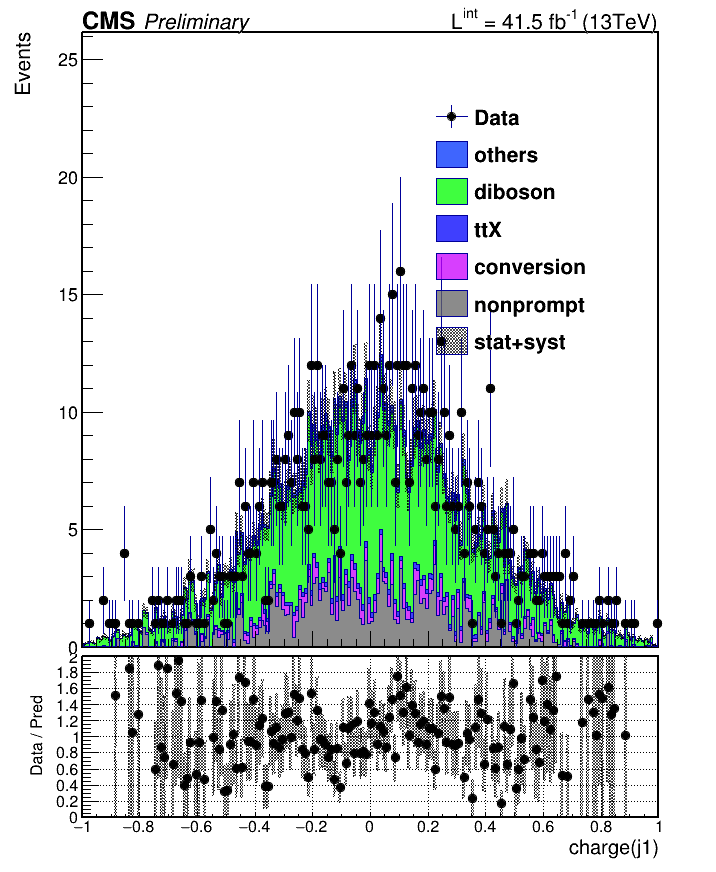 CMS Preliminary L^int = 41.5 fb^-1 (13TeV)
Events
25
20
15
10
5
0
Data
others
diboson
ttX
conversion
nonprompt
stat+syst
Data / Pred
2
1.8
1.6
1.4
1.2
1
0.8
0.6
0.4
0.2
0
−1 −0.8 −0.6 −0.4 −0.2 0 0.2 0.4 0.6 0.8 1
charge(j1)